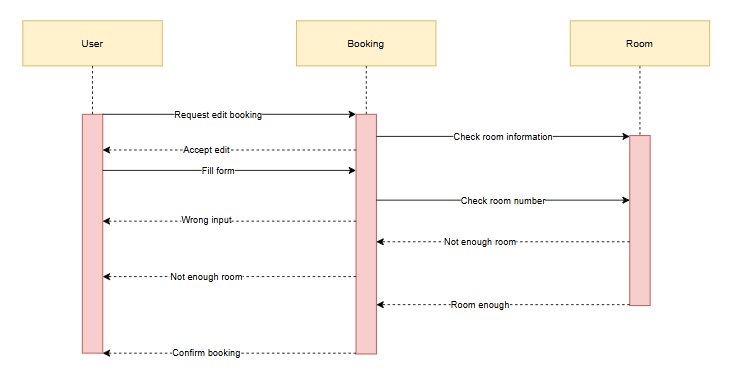 User
Booking
Room
Request edit booking
Check room information
Accept edit
Fill form
Check room number
Wrong input
Not enough room
Not enough room
Room enough
Confirm booking